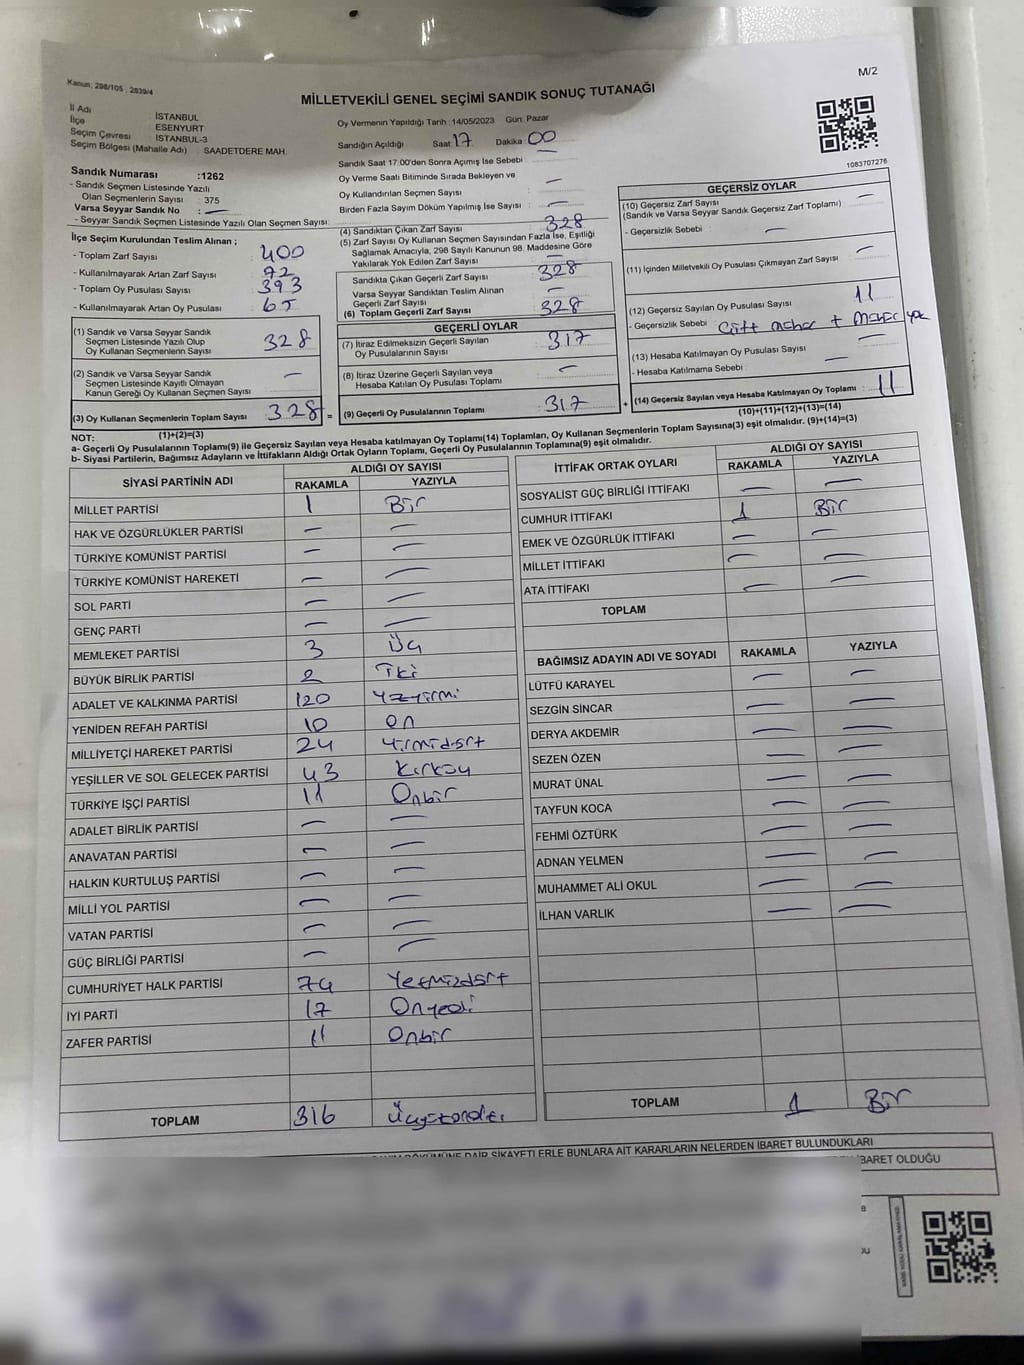 Kanun: 298/105 , 2839/4
M/2
MİLLETVEKİLİ GENEL SEÇİMİ SANDIK SONUÇ TUTANAĞI
İl Adı İSTANBUL
İlçe ESENYURT
Seçim Çevresi İSTANBUL-3
Seçim Bölgesi (Mahalle Adı) SAADETDERE MAH.
Oy Vermenin Yapıldığı Tarih : 14/05/2023 Gün: Pazar
Sandığın Açıldığı Saat: 17 Dakika 00
Sandık Saat 17:00'den Sonra Açımış İse Sebebi
Oy Verme Saati Bitiminde Sırada Bekleyen ve
Oy Kullandırılan Seçmen Sayısı —
Birden Fazla Sayım Döküm Yapılmış İse Sayısı : —
1083707276
Sandık Numarası :1262
- Sandık Seçmen Listesinde Yazılı
Olan Seçmenlerin Sayısı : 375
Varsa Seyyar Sandık No : —
- Seyyar Sandık Seçmen Listesinde Yazılı Olan Seçmen Sayısı:
İlçe Seçim Kurulundan Teslim Alınan ;
- Toplam Zarf Sayısı : 400
- Kullanılmayarak Artan Zarf Sayısı : 72
- Toplam Oy Pusulası Sayısı : 393
- Kullanılmayarak Artan Oy Pusulası : 65
(1) Sandık ve Varsa Seyyar Sandık
Seçmen Listesinde Yazılı Olup
Oy Kullanan Seçmenlerin Sayısı 328
(2) Sandık ve Varsa Seyyar Sandık
Seçmen Listesinde Kayıtlı Olmayan
Kanun Gereği Oy Kullanan Seçmen Sayısı —
(3) Oy Kullanan Seçmenlerin Toplam Sayısı 328 =
(1)+(2)=(3)
(4) Sandıktan Çıkan Zarf Sayısı 328
(5) Zarf Sayısı Oy Kullanan Seçmen Sayısından Fazla İse, Eşitliği
Sağlamak Amacıyla, 298 Sayılı Kanunun 98. Maddesine Göre
Yakılarak Yok Edilen Zarf Sayısı —
Sandıkta Çıkan Geçerli Zarf Sayısı 328
Varsa Seyyar Sandıktan Teslim Alınan
Geçerli Zarf Sayısı —
(6) Toplam Geçerli Zarf Sayısı 328
GEÇERLİ OYLAR
(7) İtiraz Edilmeksizin Geçerli Sayılan
Oy Pusulalarının Sayısı 317
(8) İtiraz Üzerine Geçerli Sayılan veya
Hesaba Katılan Oy Pusulası Toplamı —
(9) Geçerli Oy Pusulalarının Toplamı 317 +
GEÇERSİZ OYLAR
(10) Geçersiz Zarf Sayısı —
(Sandık ve Varsa Seyyar Sandık Geçersiz Zarf Toplamı)
- Geçersizlik Sebebi : —
(11) İçinden Milletvekili Oy Pusulası Çıkmayan Zarf Sayısı —
(12) Geçersiz Sayılan Oy Pusulası Sayısı 11
- Geçersizlik Sebebi Çift mühür + mühür yok
(13) Hesaba Katılmayan Oy Pusulası Sayısı —
- Hesaba Katılmama Sebebi : —
(14) Geçersiz Sayılan veya Hesaba Katılmayan Oy Toplamı 11
(10)+(11)+(12)+(13)=(14)
NOT:
a- Geçerli Oy Pusulalarının Toplamı(9) ile Geçersiz Sayılan veya Hesaba katılmayan Oy Toplamı(14) Toplamları, Oy Kullanan Seçmenlerin Toplam Sayısına(3) eşit olmalıdır. (9)+(14)=(3)
b- Siyasi Partilerin, Bağımsız Adayların ve İttifakların Aldığı Ortak Oyların Toplamı, Geçerli Oy Pusulalarının Toplamına(9) eşit olmalıdır.
SİYASİ PARTİNİN ADI ALDIĞI OY SAYISI
RAKAMLA YAZIYLA
MİLLET PARTİSİ 1 Bir
HAK VE ÖZGÜRLÜKLER PARTİSİ — —
TÜRKİYE KOMÜNİST PARTİSİ — —
TÜRKİYE KOMÜNİST HAREKETİ — —
SOL PARTİ — —
GENÇ PARTİ — —
MEMLEKET PARTİSİ 3 Üç
BÜYÜK BİRLİK PARTİSİ 2 İki
ADALET VE KALKINMA PARTİSİ 120 Yüzyirmi
YENİDEN REFAH PARTİSİ 10 On
MİLLİYETÇİ HAREKET PARTİSİ 24 Yirmidört
YEŞİLLER VE SOL GELECEK PARTİSİ 43 Kırküç
TÜRKİYE İŞÇİ PARTİSİ 11 Onbir
ADALET BİRLİK PARTİSİ — —
ANAVATAN PARTİSİ — —
HALKIN KURTULUŞ PARTİSİ — —
MİLLİ YOL PARTİSİ — —
VATAN PARTİSİ — —
GÜÇ BİRLİĞİ PARTİSİ — —
CUMHURİYET HALK PARTİSİ 74 Yetmişdört
İYİ PARTİ 17 Onyedi
ZAFER PARTİSİ 11 Onbir
TOPLAM 316 Üçyüzonaltı
İTTİFAK ORTAK OYLARI ALDIĞI OY SAYISI
RAKAMLA YAZIYLA
SOSYALİST GÜÇ BİRLİĞİ İTTİFAKI — —
CUMHUR İTTİFAKI 1 Bir
EMEK VE ÖZGÜRLÜK İTTİFAKI — —
MİLLET İTTİFAKI — —
ATA İTTİFAKI — —
TOPLAM
BAĞIMSIZ ADAYIN ADI VE SOYADI RAKAMLA YAZIYLA
LÜTFÜ KARAYEL — —
SEZGİN SİNCAR — —
DERYA AKDEMİR — —
SEZEN ÖZEN — —
MURAT ÜNAL — —
TAYFUN KOCA — —
FEHMİ ÖZTÜRK — —
ADNAN YELMEN — —
MUHAMMET ALİ OKUL — —
İLHAN VARLIK — —
TOPLAM 1 Bir
DÖKÜMÜNE DAİR ŞİKAYETLERLE BUNLARA AİT KARARLARIN NELERDEN İBARET BULUNDUKLARI
İBARET OLDUĞU